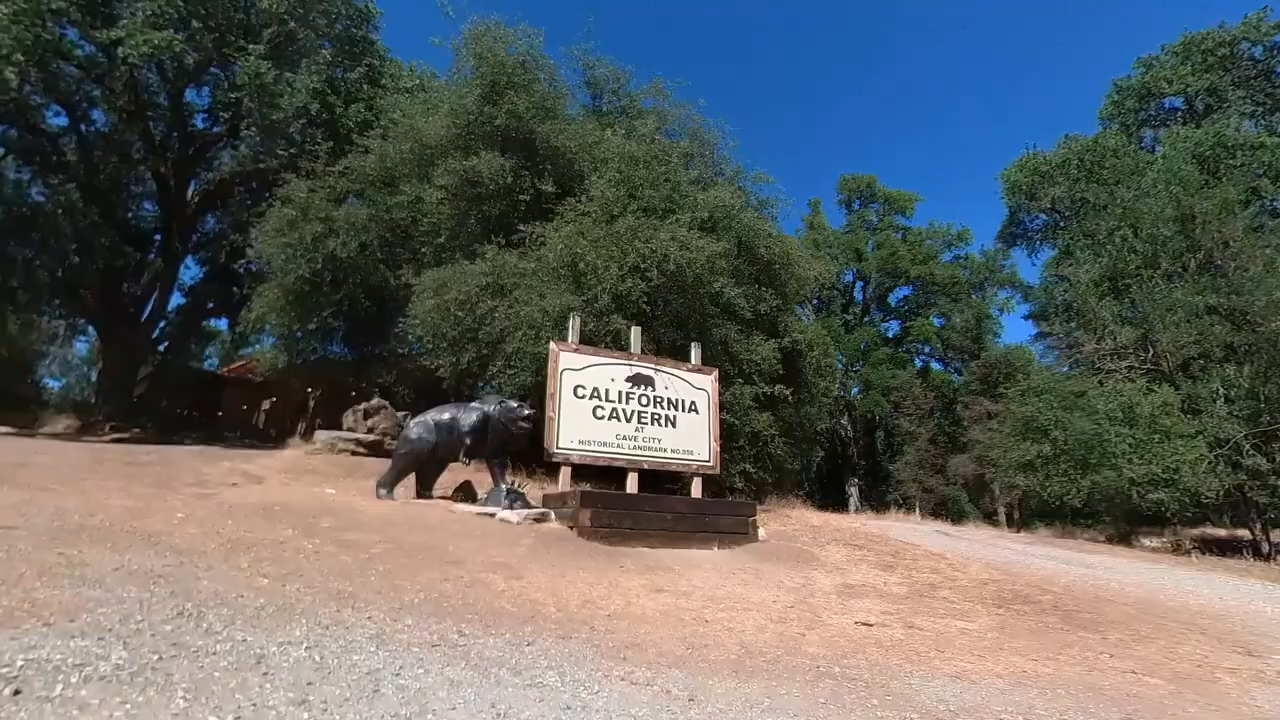 CALIFORNIA
CAVERN
AT
CAVE CITY
• HISTORICAL LANDMARK NO.956 •